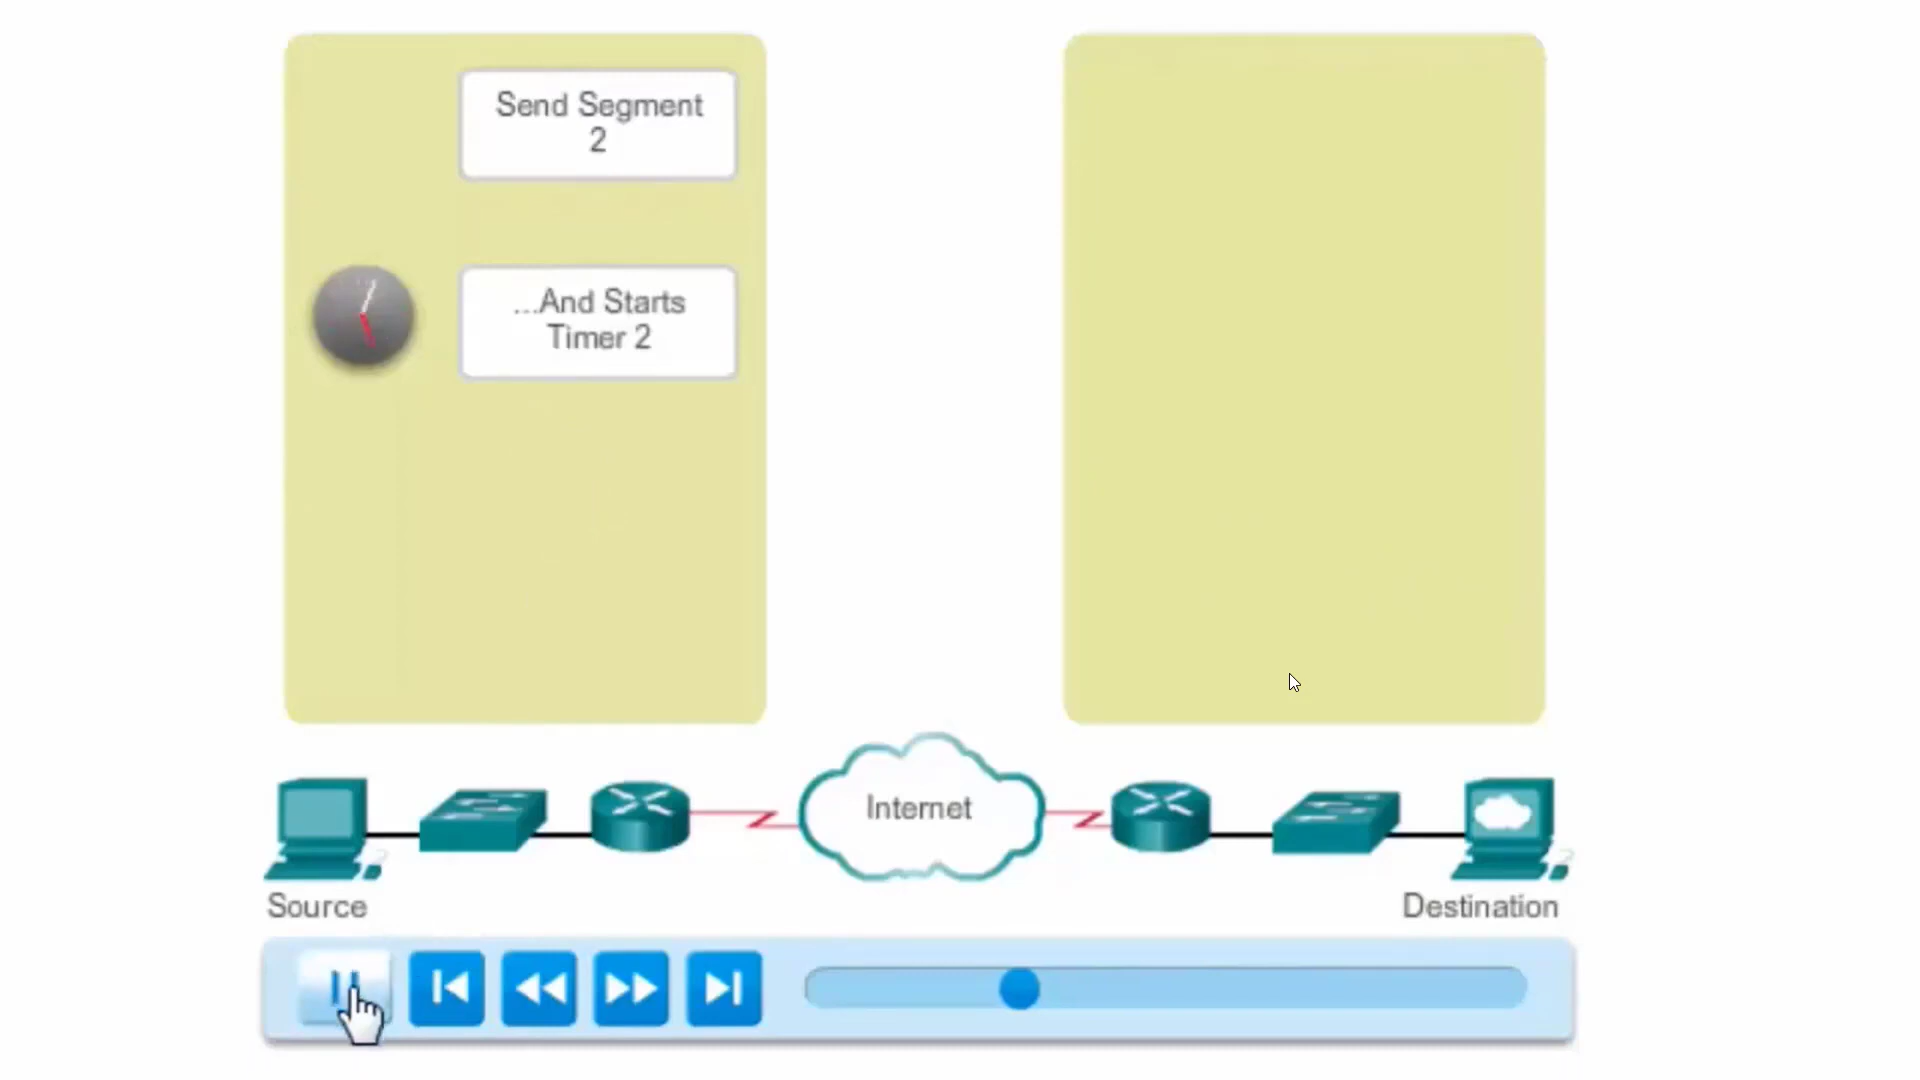 Send Segment
2
...And Starts
Timer 2
Internet
Source
Destination